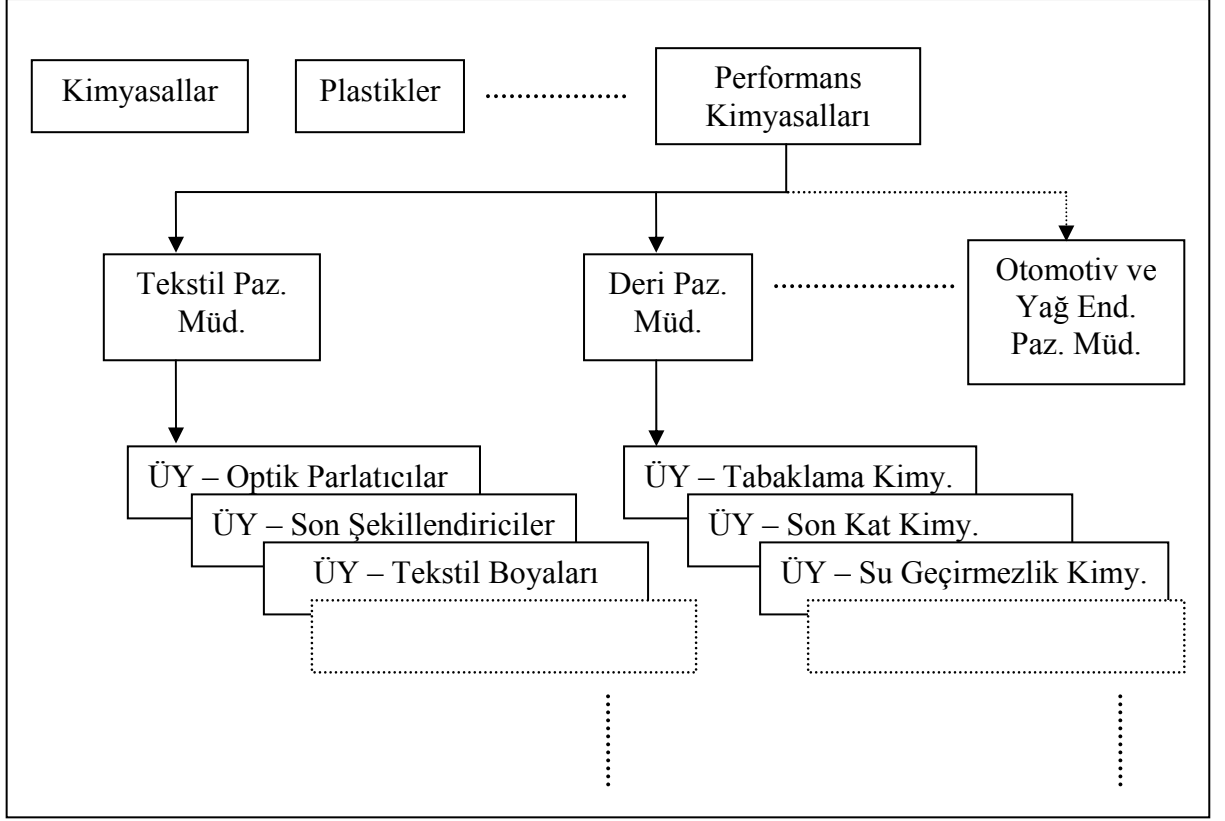 Kimyasallar
Plastikler
Performans
Kimyasalları
Tekstil Paz.
Müd.
Deri Paz.
Müd.
Otomotiv ve
Yağ End.
Paz. Müd.
ÜY – Optik Parlatıcılar
ÜY – Son Şekillendiriciler
ÜY – Tekstil Boyaları
ÜY – Tabaklama Kimy.
ÜY – Son Kat Kimy.
ÜY – Su Geçirmezlik Kimy.